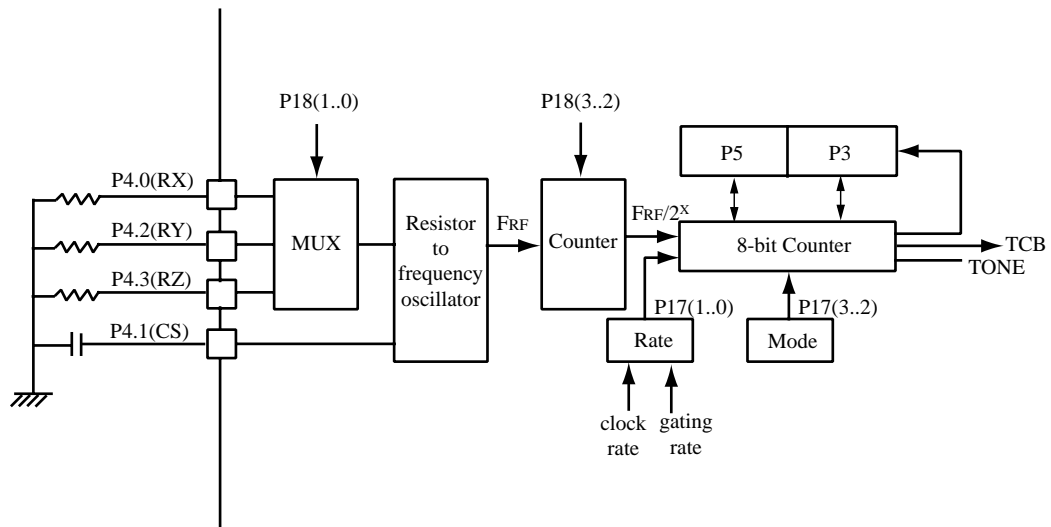 P18(1..0)
P18(3..2)
P5
P3
P4.0(RX)
P4.2(RY)
P4.3(RZ)
P4.1(CS)
MUX
Resistor
to
frequency
oscillator
FRF
Counter
FRF/2X
8-bit Counter
TCB
TONE
P17(1..0)
P17(3..2)
Rate
Mode
clock
rate
gating
rate